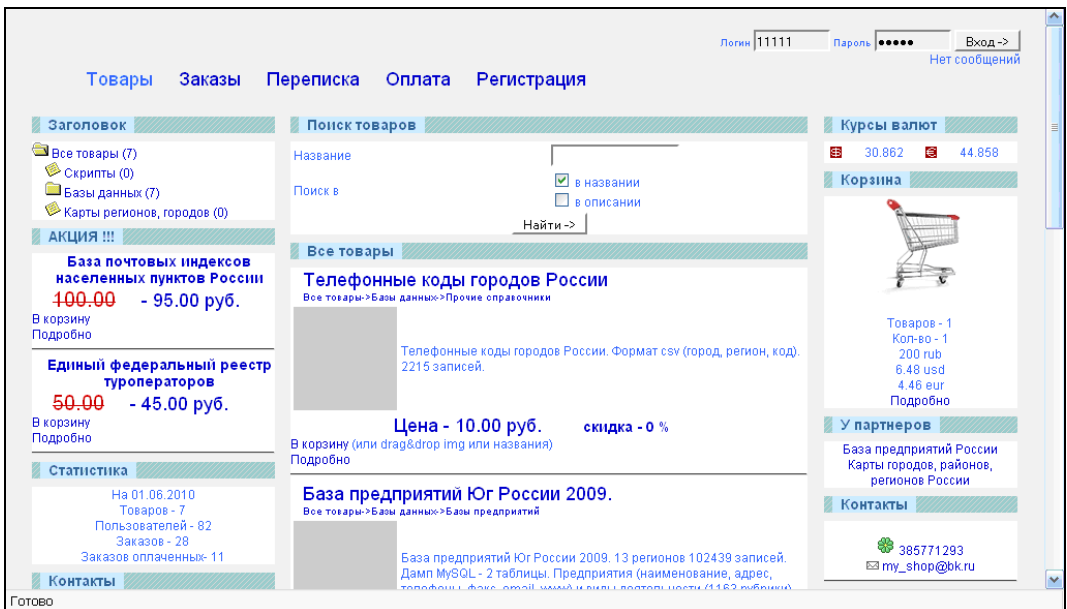 Логин 11111 Пароль ●●●●● Вход ->
Нет сообщений
Товары Заказы Переписка Оплата Регистрация
Заголовок
Все товары (7)
Скрипты (0)
Базы данных (7)
Карты регионов, городов (0)
АКЦИЯ !!!
База почтовых индексов
населенных пунктов России
100.00 - 95.00 руб.
В корзину
Подробно
Единый федеральный реестр
туроператоров
50.00 - 45.00 руб.
В корзину
Подробно
Статистика
На 01.06.2010
Товаров - 7
Пользователей - 82
Заказов - 28
Заказов оплаченных- 11
Контакты
Поиск товаров
Название
Поиск в
в названии
в описании
Найти ->
Все товары
Телефонные коды городов России
Все товары->Базы данных->Прочие справочники
Телефонные коды городов России. Формат csv (город, регион, код).
2215 записей.
Цена - 10.00 руб. скидка - 0 %
В корзину (или drag&drop img или названия)
Подробно
База предприятий Юг России 2009.
Все товары->Базы данных->Базы предприятий
База предприятий Юг России 2009. 13 регионов 102439 записей.
Дамп MySQL - 2 таблицы. Предприятия (наименование, адрес,
телефоны, факс, email, www) и виды деятельности (1163 рубрики)
Курсы валют
30.862 44.858
Корзина
Товаров - 1
Кол-во - 1
200 rub
6.48 usd
4.46 eur
Подробно
У партнеров
База предприятий России
Карты городов, районов,
регионов России
Контакты
385771293
my_shop@bk.ru
Готово